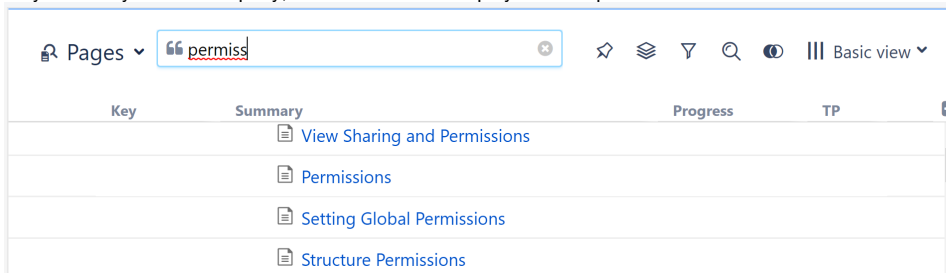 Pages permiss Basic view
Key Summary Progress TP
View Sharing and Permissions
Permissions
Setting Global Permissions
Structure Permissions